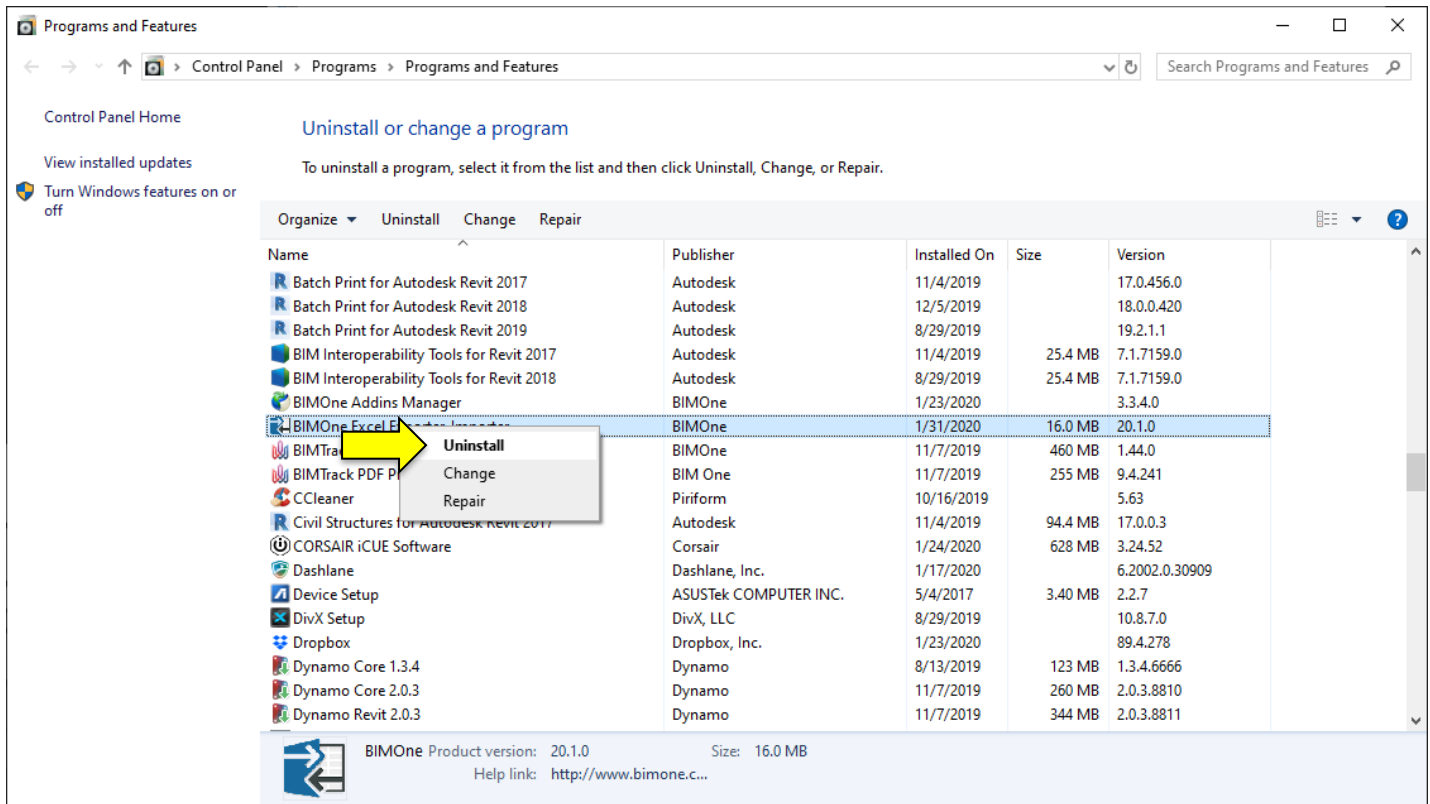 Programs and Features
Control Panel > Programs > Programs and Features
Search Programs and Features
Control Panel Home
View installed updates
Turn Windows features on or
off
Uninstall or change a program
To uninstall a program, select it from the list and then click Uninstall, Change, or Repair.
Organize Uninstall Change Repair
Name Publisher Installed On Size Version
Batch Print for Autodesk Revit 2017 Autodesk 11/4/2019 17.0.456.0
Batch Print for Autodesk Revit 2018 Autodesk 12/5/2019 18.0.0.420
Batch Print for Autodesk Revit 2019 Autodesk 8/29/2019 19.2.1.1
BIM Interoperability Tools for Revit 2017 Autodesk 11/4/2019 25.4 MB 7.1.7159.0
BIM Interoperability Tools for Revit 2018 Autodesk 8/29/2019 25.4 MB 7.1.7159.0
BIMOne Addins Manager BIMOne 1/23/2020 3.3.4.0
BIMOne Excel Exporter-Importer BIMOne 1/31/2020 16.0 MB 20.1.0
Uninstall
BIMTrac BIMOne 11/7/2019 460 MB 1.44.0
Change
BIMTrack PDF P BIM One 11/7/2019 255 MB 9.4.241
Repair
CCleaner Piriform 10/16/2019 5.63
Civil Structures for Autodesk Revit 2017 Autodesk 11/4/2019 94.4 MB 17.0.0.3
CORSAIR iCUE Software Corsair 1/24/2020 628 MB 3.24.52
Dashlane Dashlane, Inc. 1/17/2020 6.2002.0.30909
Device Setup ASUSTek COMPUTER INC. 5/4/2017 3.40 MB 2.2.7
DivX Setup DivX, LLC 8/29/2019 10.8.7.0
Dropbox Dropbox, Inc. 1/23/2020 89.4.278
Dynamo Core 1.3.4 Dynamo 8/13/2019 123 MB 1.3.4.6666
Dynamo Core 2.0.3 Dynamo 11/7/2019 260 MB 2.0.3.8810
Dynamo Revit 2.0.3 Dynamo 11/7/2019 344 MB 2.0.3.8811
BIMOne Product version: 20.1.0 Size: 16.0 MB
Help link: http://www.bimone.c...